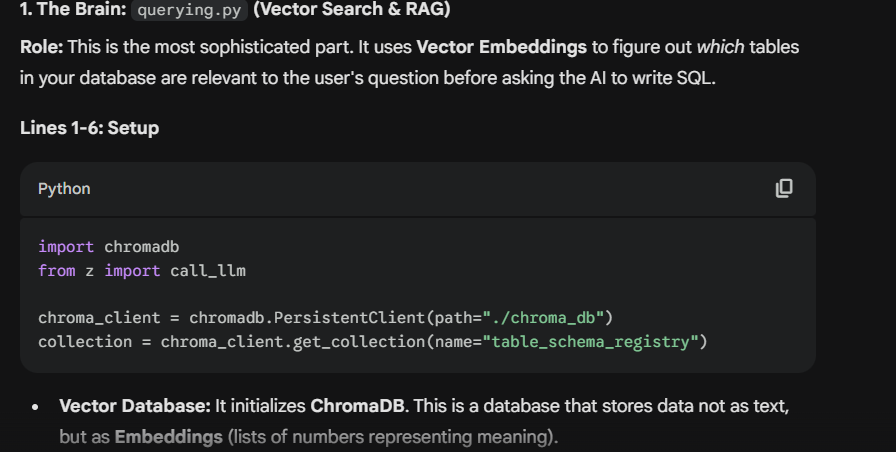 1. The Brain: querying.py (Vector Search & RAG)
Role: This is the most sophisticated part. It uses Vector Embeddings to figure out which tables
in your database are relevant to the user's question before asking the AI to write SQL.
Lines 1-6: Setup
Python
import chromadb
from z import call_llm
chroma_client = chromadb.PersistentClient(path="./chroma_db")
collection = chroma_client.get_collection(name="table_schema_registry")
• Vector Database: It initializes ChromaDB. This is a database that stores data not as text,
but as Embeddings (lists of numbers representing meaning).